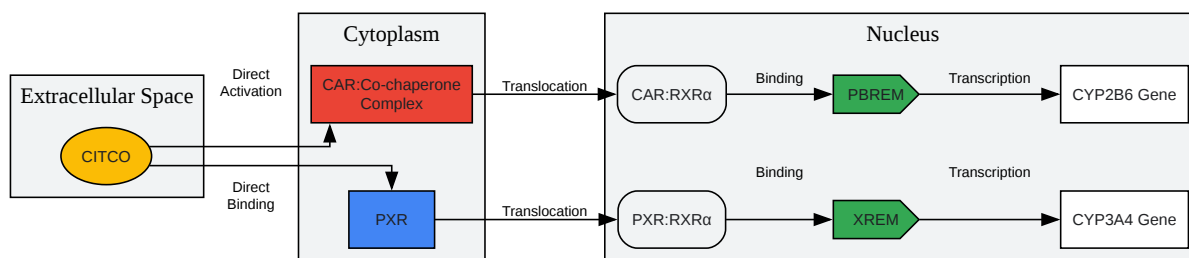 Extracellular Space
CITCO
Direct
Activation
Direct
Binding
Cytoplasm
CAR:Co-chaperone
Complex
PXR
Translocation
Translocation
Nucleus
CAR:RXRα
Binding
PBREM
Transcription
CYP2B6 Gene
PXR:RXRα
Binding
XREM
Transcription
CYP3A4 Gene